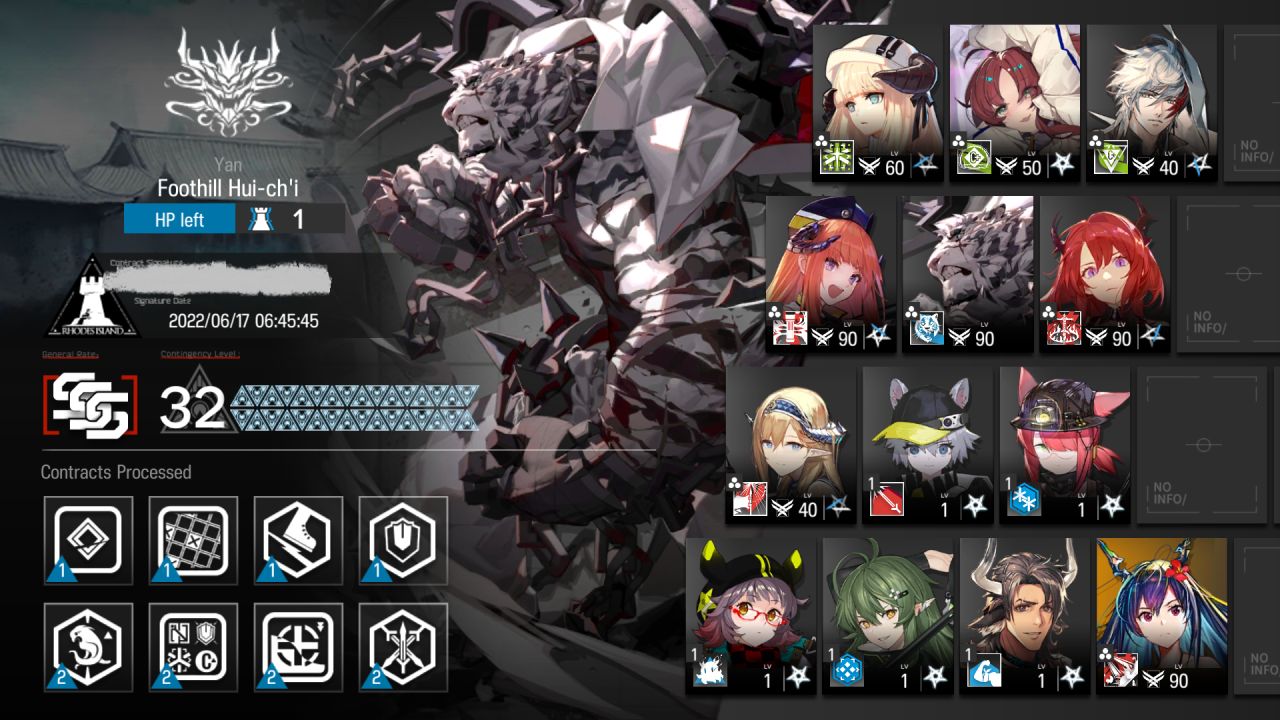 Yan
Foothill Hui-ch'i
HP left 1
Contract Signature
Signature Date
2022/06/17 06:45:45
RHODES ISLAND
General Rate:
Contingency Level:
32
Contracts Processed
1 1 1 1
2 2 2 2
LV 60
LV 50
LV 40
NO INFO/
LV 90
LV 90
LV 90
NO INFO/
LV 40
1 LV 1
1 LV 1
NO INFO/
1 LV 1
1 LV 1
1 LV 1
LV 90
NO INFO